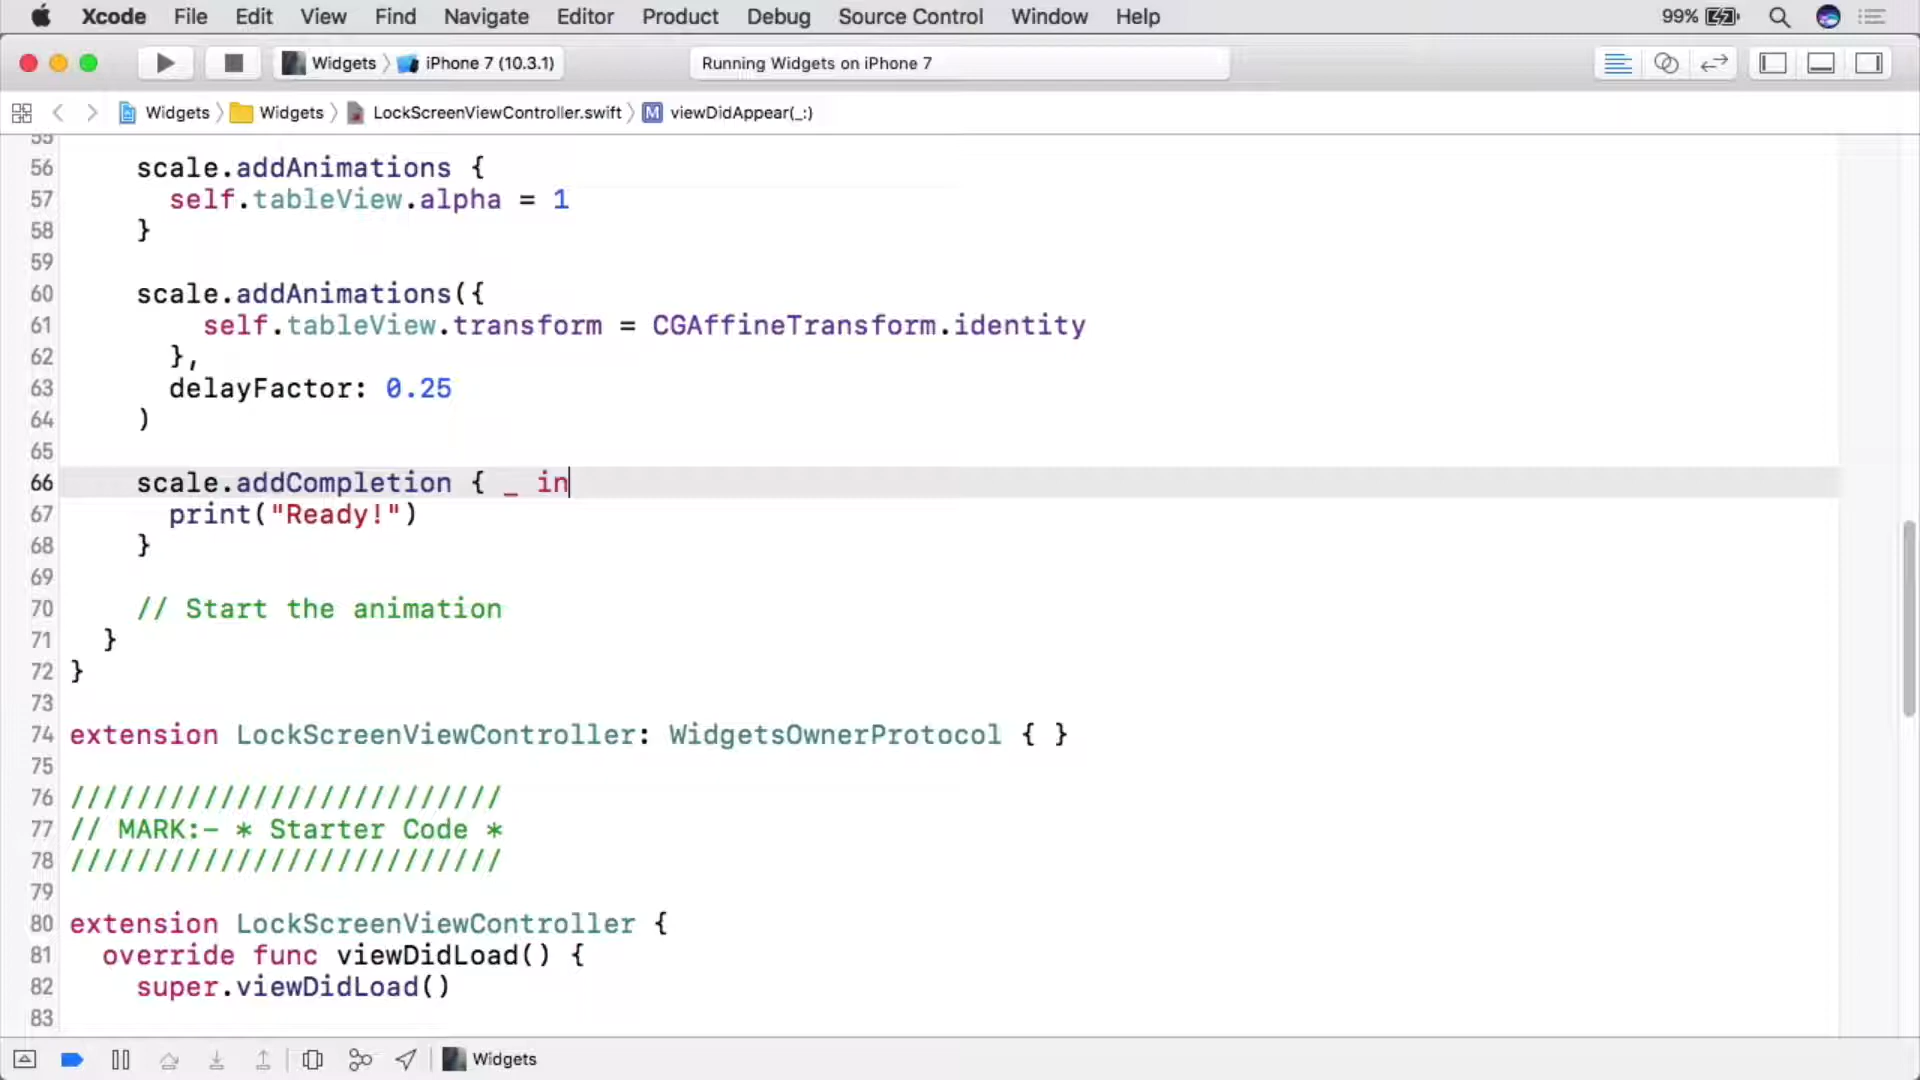 Xcode File Edit View Find Navigate Editor Product Debug Source Control Window Help 99%
Widgets iPhone 7 (10.3.1) Running Widgets on iPhone 7
Widgets Widgets LockScreenViewController.swift M viewDidAppear(_:)
55
56 scale.addAnimations {
57 self.tableView.alpha = 1
58 }
59
60 scale.addAnimations({
61 self.tableView.transform = CGAffineTransform.identity
62 },
63 delayFactor: 0.25
64 )
65
66 scale.addCompletion { _ in
67 print("Ready!")
68 }
69
70 // Start the animation
71 }
72 }
73
74 extension LockScreenViewController: WidgetsOwnerProtocol { }
75
76 //////////////////////////
77 // MARK:- * Starter Code *
78 //////////////////////////
79
80 extension LockScreenViewController {
81 override func viewDidLoad() {
82 super.viewDidLoad()
83
Widgets